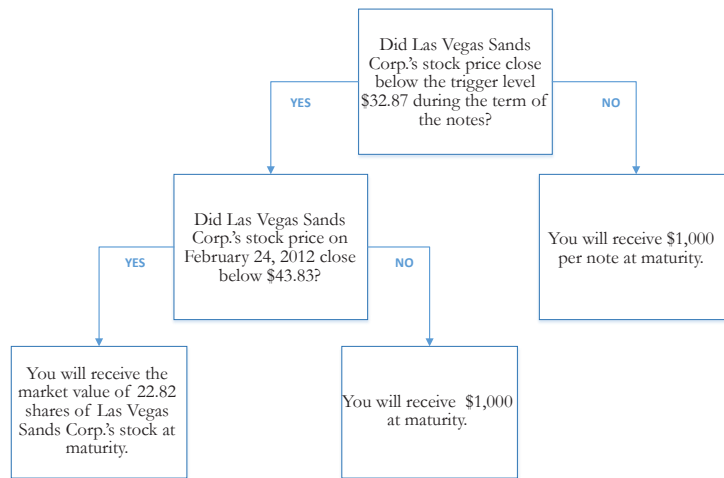 Did Las Vegas Sands
Corp.'s stock price close
below the trigger level
$32.87 during the term of
the notes?
YES
NO
Did Las Vegas Sands
Corp.'s stock price on
February 24, 2012 close
below $43.83?
You will receive $1,000
per note at maturity.
YES
NO
You will receive the
market value of 22.82
shares of Las Vegas
Sands Corp.'s stock at
maturity.
You will receive $1,000
at maturity.